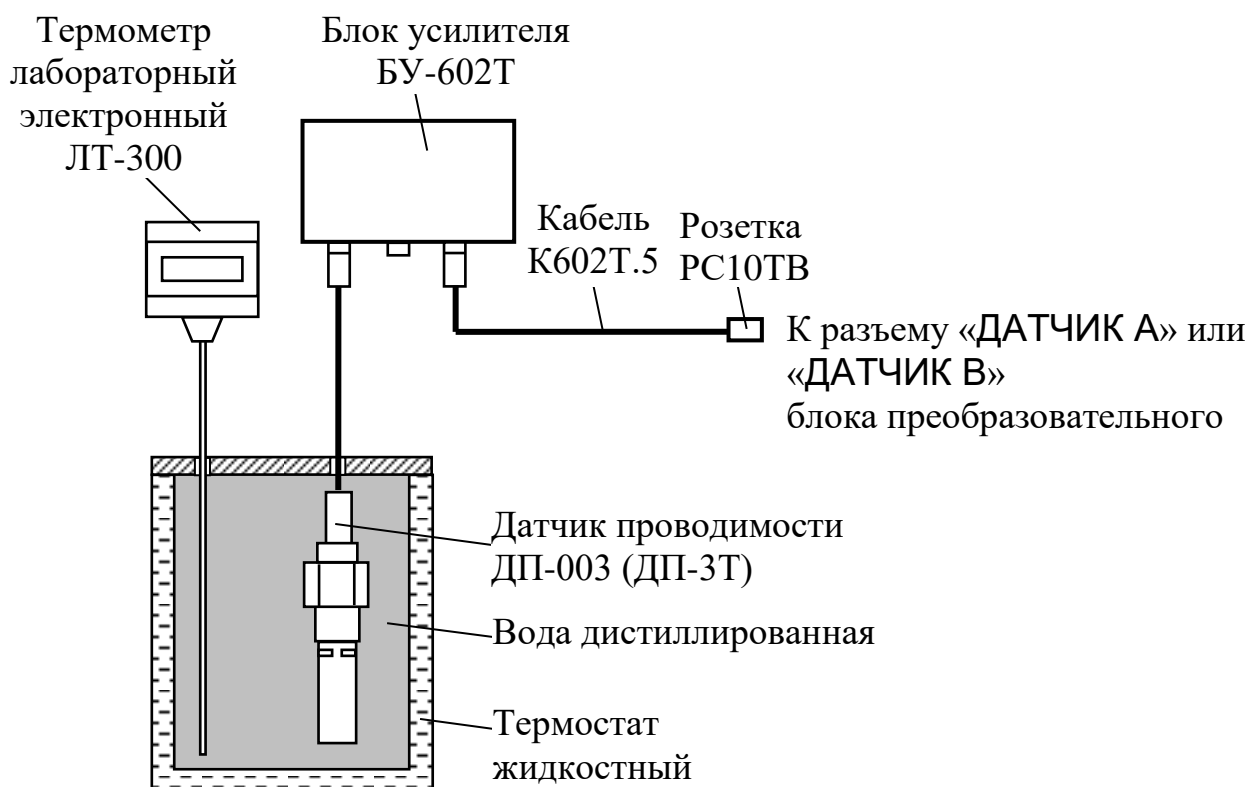 Термометр
лабораторный
электронный
ЛТ-300
Блок усилителя
БУ-602Т
Кабель
К602Т.5
Розетка
РС10ТВ
К разъему «ДАТЧИК А» или
«ДАТЧИК В»
блока преобразовательного
Датчик проводимости
ДП-003 (ДП-3Т)
Вода дистиллированная
Термостат
жидкостный